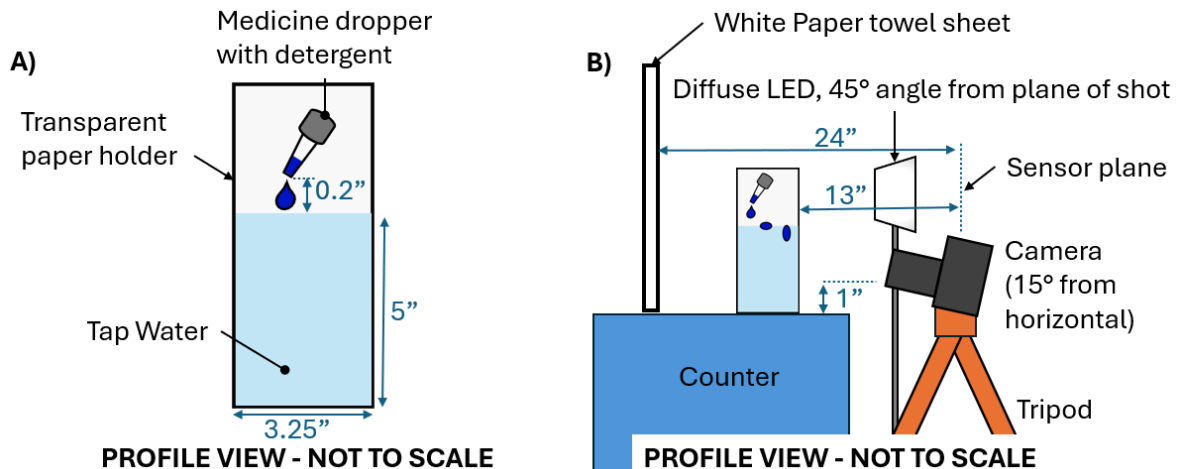 A)
Medicine dropper
with detergent
Transparent
paper holder
0.2”
5”
Tap Water
3.25”
PROFILE VIEW - NOT TO SCALE
B)
White Paper towel sheet
Diffuse LED, 45° angle from plane of shot
24”
Sensor plane
13”
Camera
(15° from
horizontal)
1”
Counter
Tripod
PROFILE VIEW - NOT TO SCALE